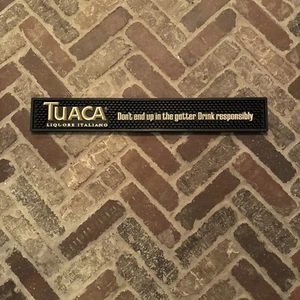 TUACA
LIQUORE ITALIANO
Don't end up in the gutter Drink responsibly